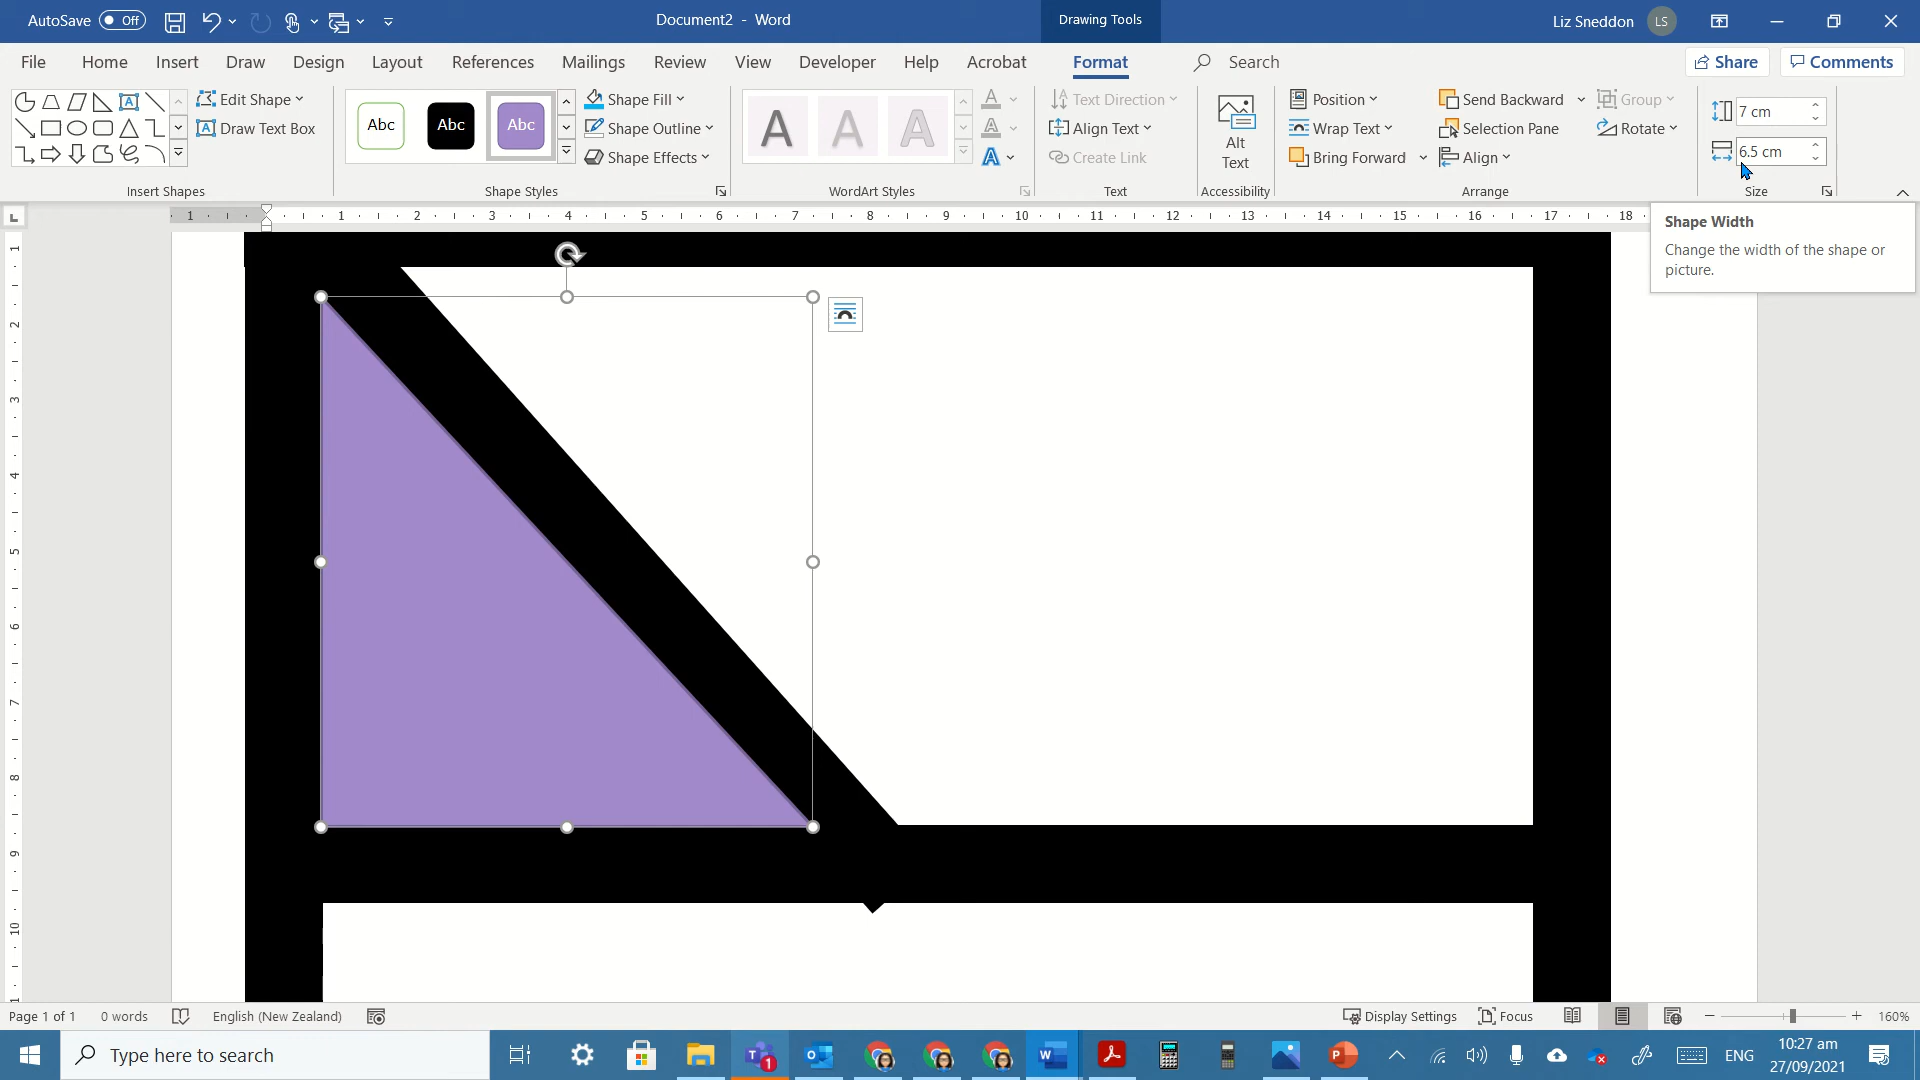 AutoSave Off Document2 - Word Drawing Tools Liz Sneddon LS
File Home Insert Draw Design Layout References Mailings Review View Developer Help Acrobat Format Search Share Comments
Edit Shape
Draw Text Box
Insert Shapes
Abc Abc Abc
Shape Fill
Shape Outline
Shape Effects
Shape Styles
A A A
WordArt Styles
Text Direction
Align Text
Create Link
Text
Alt
Text
Accessibility
Position
Wrap Text
Bring Forward
Send Backward
Selection Pane
Align
Group
Rotate
Arrange
7 cm
6.5 cm
Size
L 1 1 2 3 4 5 6 7 8 9 10 11 12 13 14 15 16 17 18
Shape Width
Change the width of the shape or
picture.
1
2
3
4
5
6
7
8
9
10
Page 1 of 1 0 words English (New Zealand) Display Settings Focus 160%
Type here to search ENG 10:27 am
27/09/2021